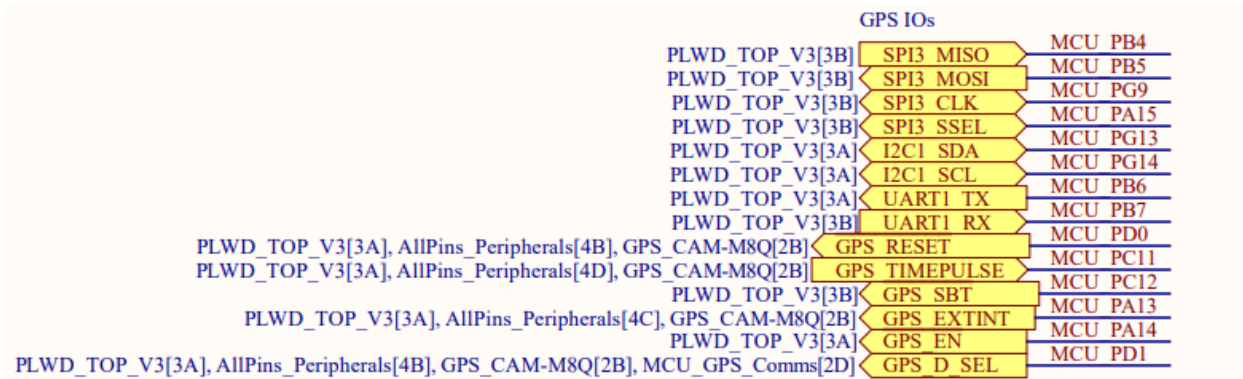 GPS IOs
PLWD_TOP_V3[3B] SPI3_MISO MCU_PB4
PLWD_TOP_V3[3B] SPI3_MOSI MCU_PB5
PLWD_TOP_V3[3B] SPI3_CLK MCU_PG9
PLWD_TOP_V3[3B] SPI3_SSEL MCU_PA15
PLWD_TOP_V3[3A] I2C1_SDA MCU_PG13
PLWD_TOP_V3[3A] I2C1_SCL MCU_PG14
PLWD_TOP_V3[3A] UART1_TX MCU_PB6
PLWD_TOP_V3[3B] UART1_RX MCU_PB7
PLWD_TOP_V3[3A], AllPins_Peripherals[4B], GPS_CAM-M8Q[2B] GPS_RESET MCU_PD0
PLWD_TOP_V3[3A], AllPins_Peripherals[4D], GPS_CAM-M8Q[2B] GPS_TIMEPULSE MCU_PC11
PLWD_TOP_V3[3B] GPS_SBT MCU_PC12
PLWD_TOP_V3[3A], AllPins_Peripherals[4C], GPS_CAM-M8Q[2B] GPS_EXTINT MCU_PA13
PLWD_TOP_V3[3A] GPS_EN MCU_PA14
PLWD_TOP_V3[3A], AllPins_Peripherals[4B], GPS_CAM-M8Q[2B], MCU_GPS_Comms[2D] GPS_D_SEL MCU_PD1